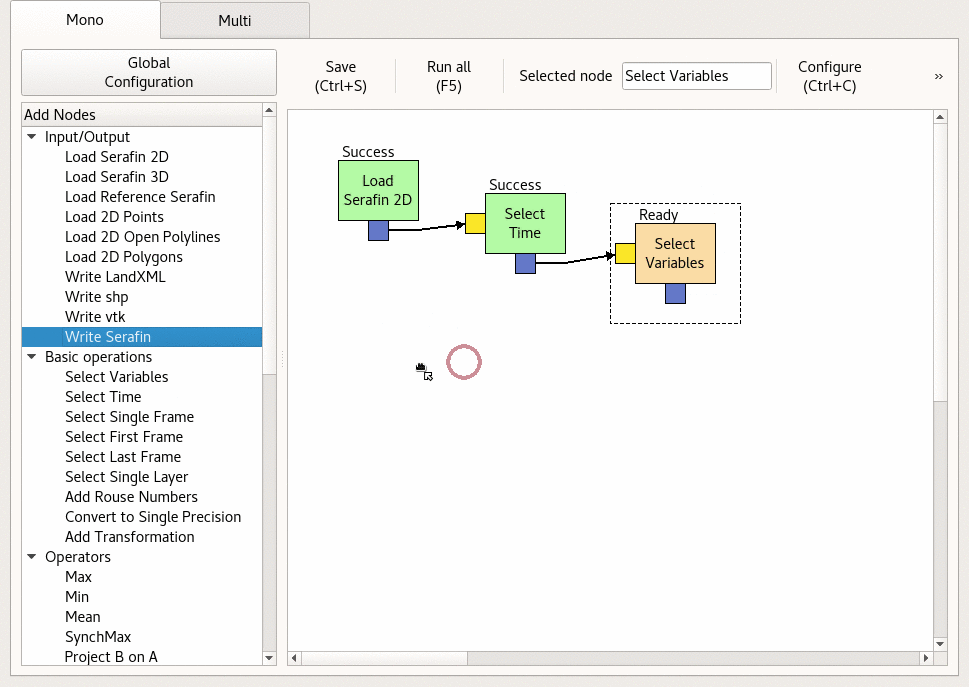 Mono
Multi
Global
Configuration
Save
(Ctrl+S)
Run all
(F5)
Selected node
Select Variables
Configure
(Ctrl+C)
»
Add Nodes
Input/Output
Load Serafin 2D
Load Serafin 3D
Load Reference Serafin
Load 2D Points
Load 2D Open Polylines
Load 2D Polygons
Write LandXML
Write shp
Write vtk
Write Serafin
Basic operations
Select Variables
Select Time
Select Single Frame
Select First Frame
Select Last Frame
Select Single Layer
Add Rouse Numbers
Convert to Single Precision
Add Transformation
Operators
Max
Min
Mean
SynchMax
Project B on A
Success
Load
Serafin 2D
Success
Select
Time
Ready
Select
Variables